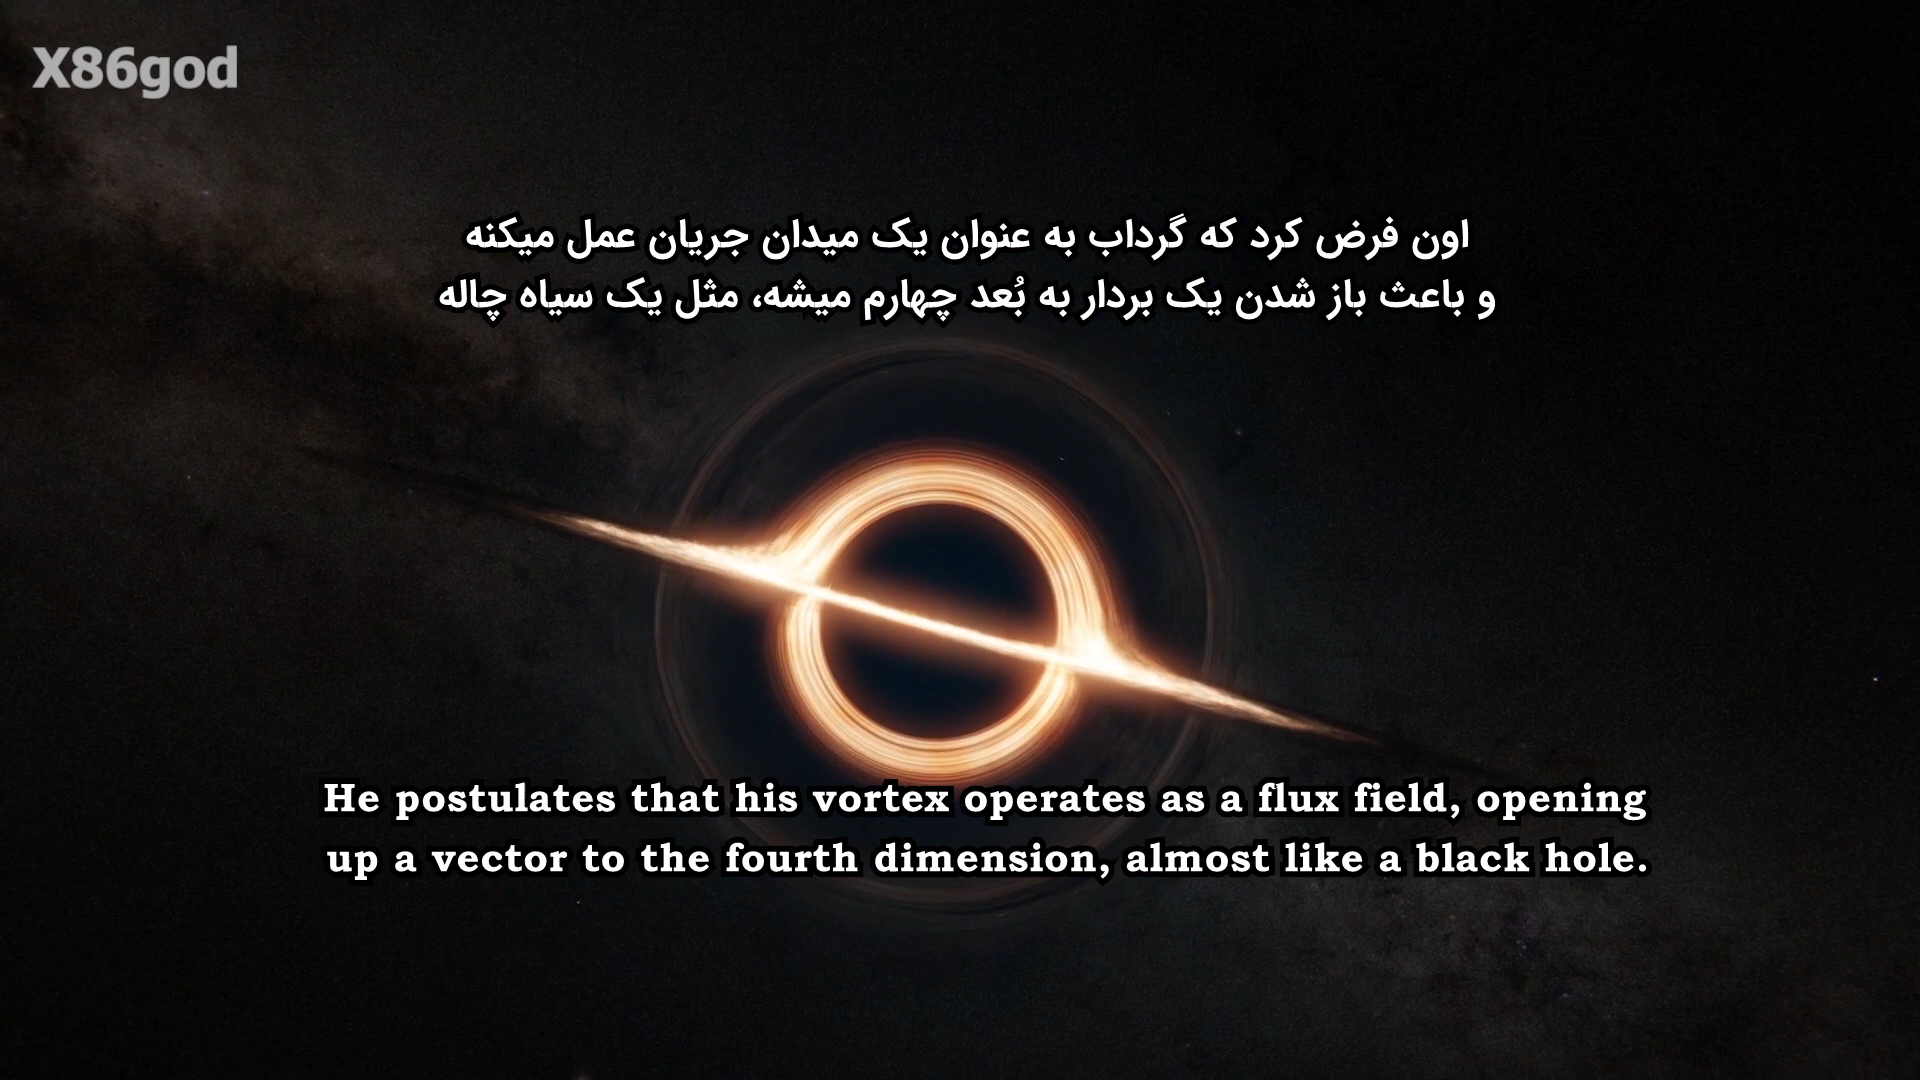 X86god
اون فرض کرد که گرداب به عنوان یک میدان جریان عمل میکنه
و باعث باز شدن یک بردار به بُعد چهارم میشه، مثل یک سیاه چاله
He postulates that his vortex operates as a flux field, opening
up a vector to the fourth dimension, almost like a black hole.